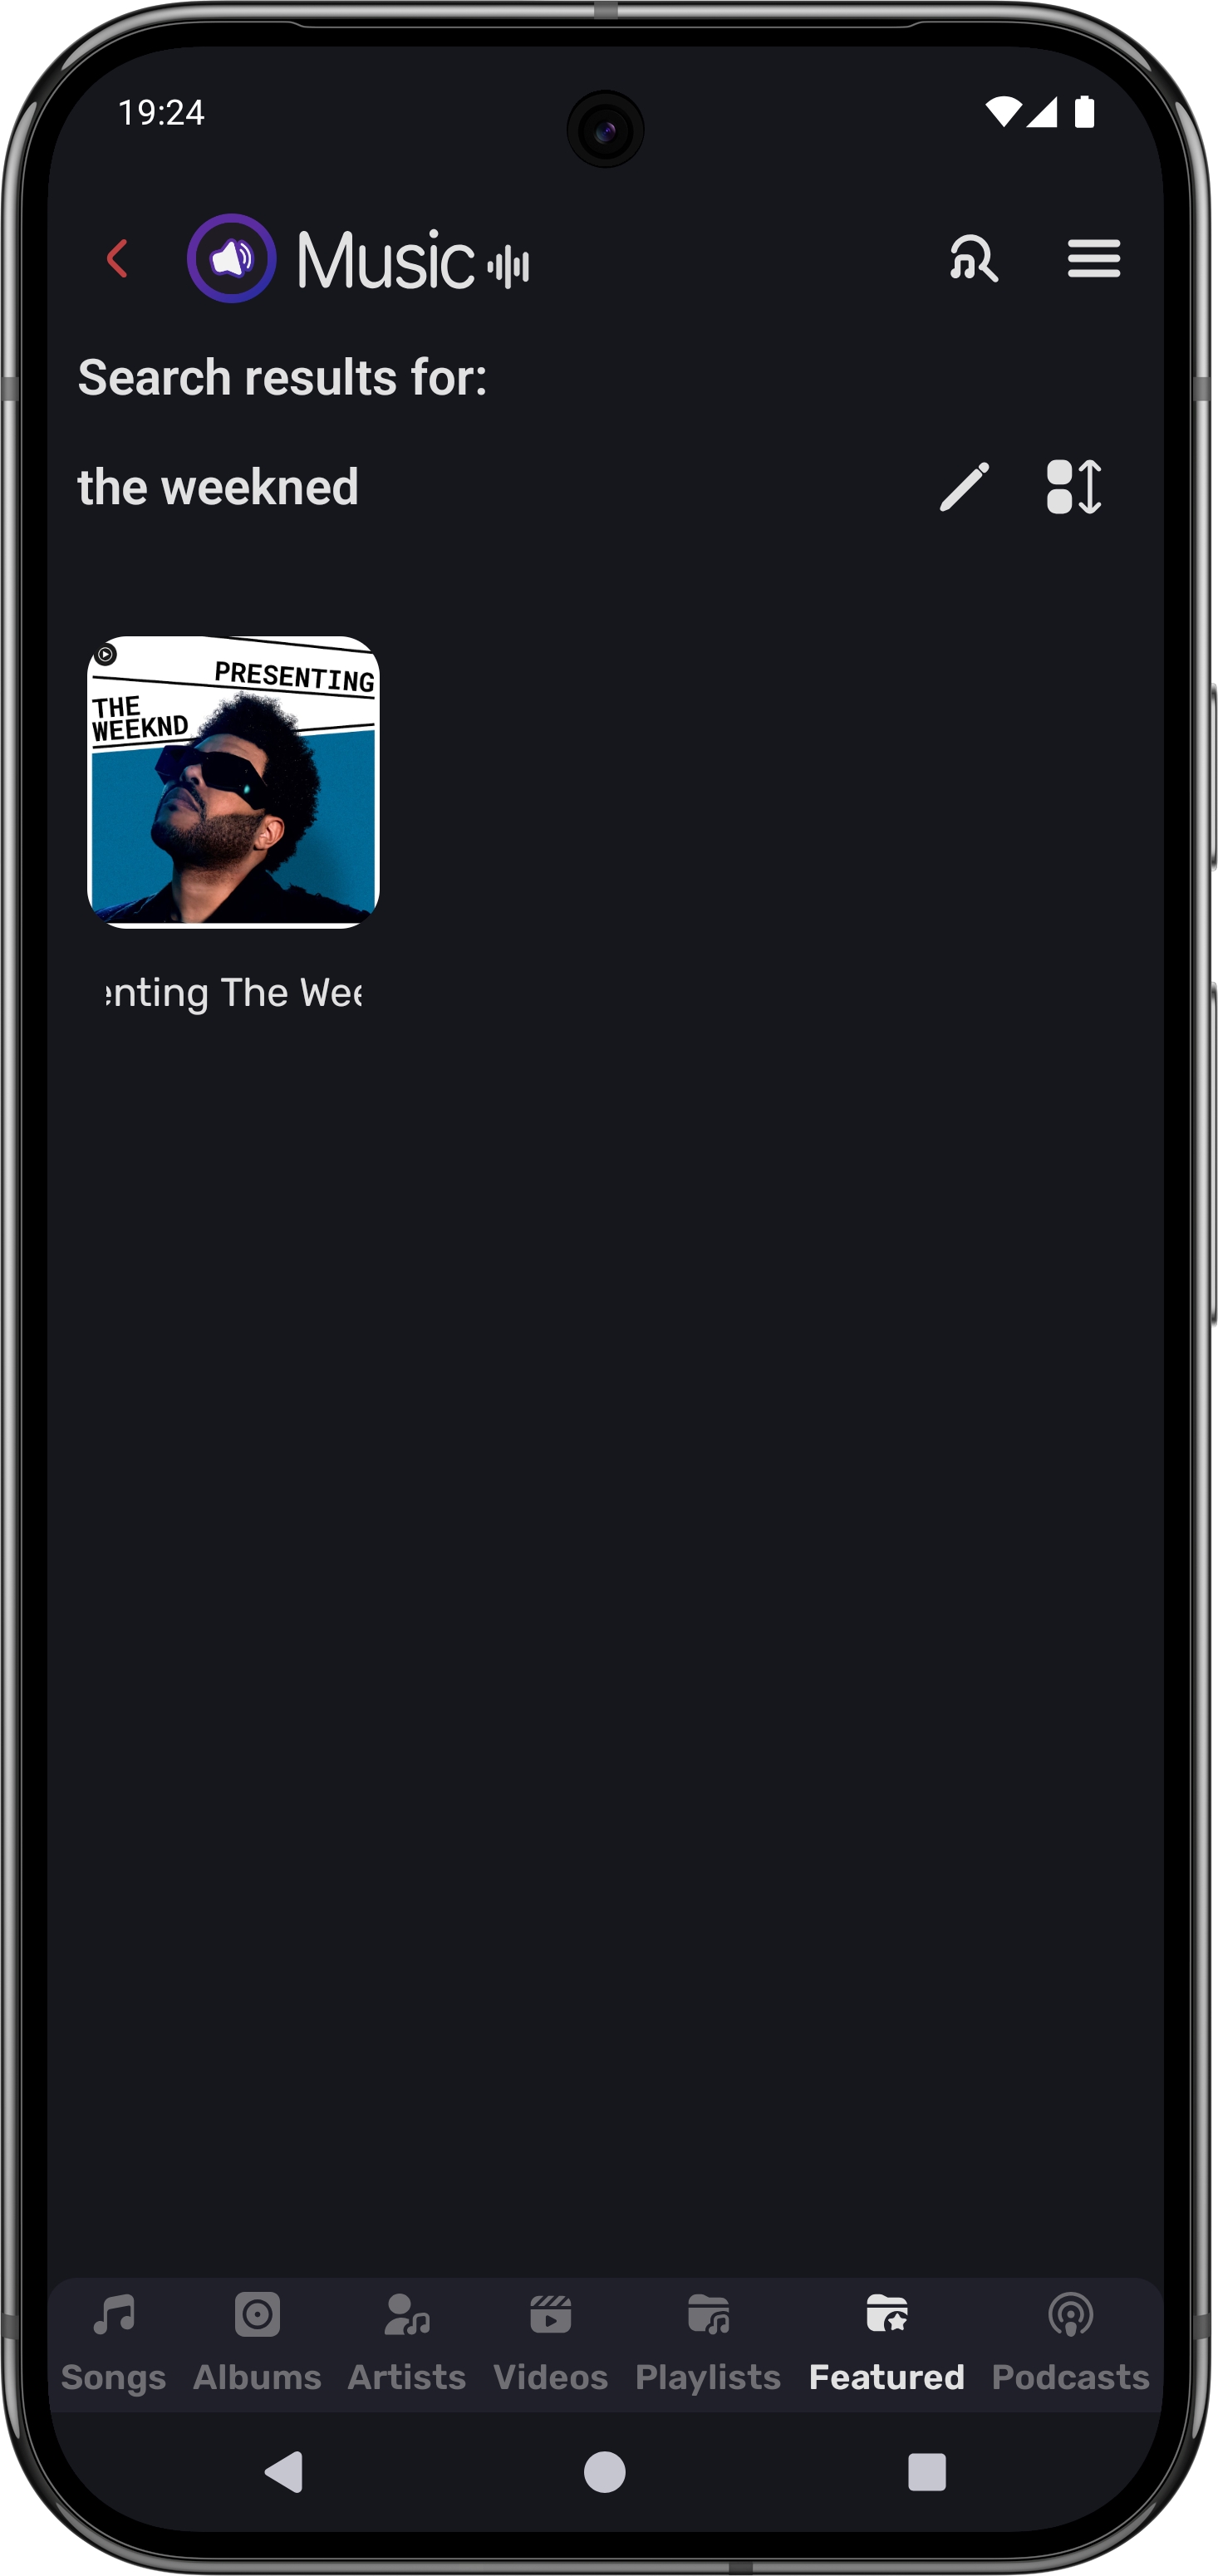 19:24
Music
Search results for:
the weekned
PRESENTING
THE
WEEKND
enting The Wee
Songs Albums Artists Videos Playlists Featured Podcasts